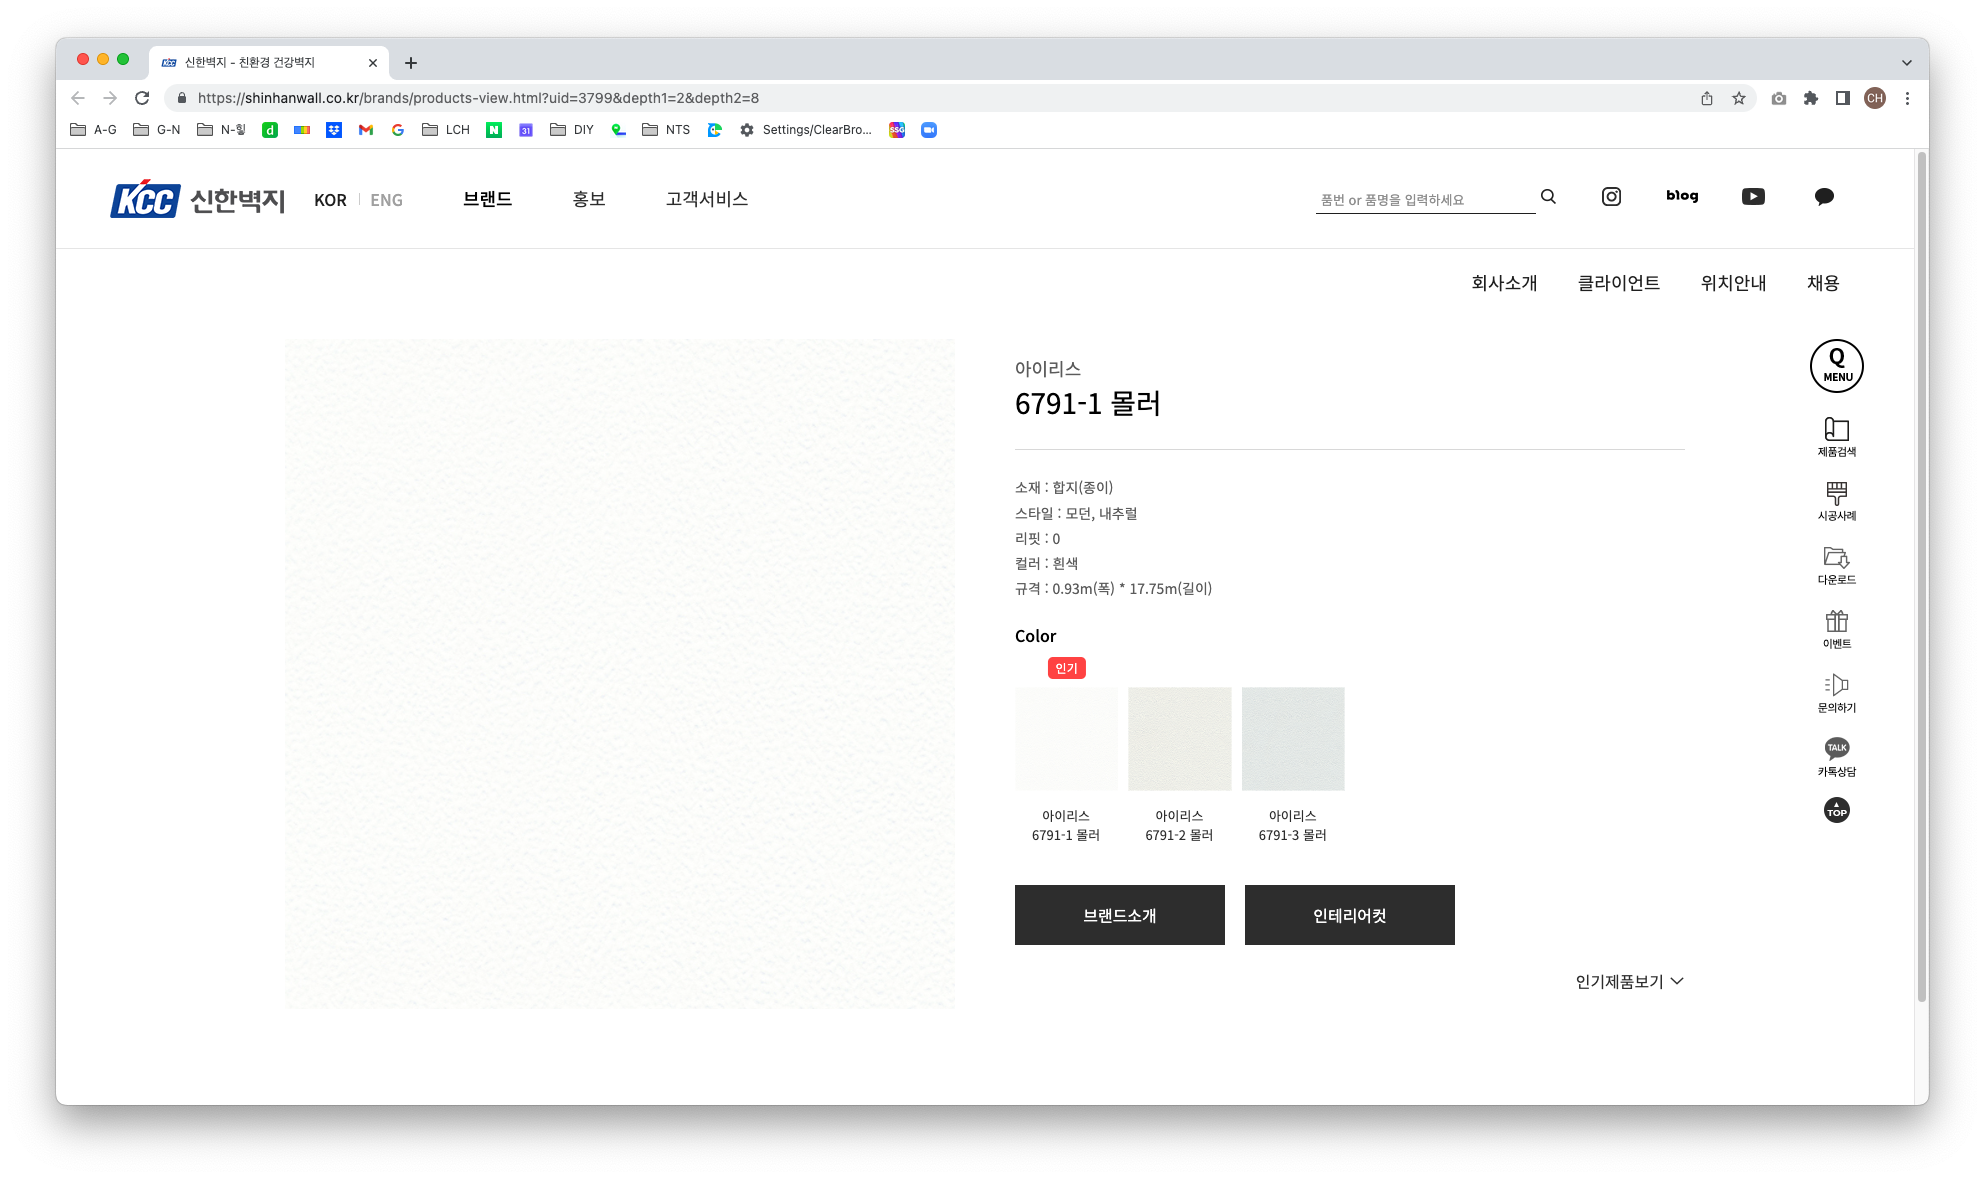 신한벽지 - 친환경 건강벽지
https://shinhanwall.co.kr/brands/products-view.html?uid=3799&depth1=2&depth2=8
CH
A-G
G-N
N-힣
d
LCH
N
31
DIY
NTS
Settings/ClearBro...
SSG
KCC 신한벽지
KOR
ENG
브랜드
홍보
고객서비스
품번 or 품명을 입력하세요
blog
회사소개
클라이언트
위치안내
채용
아이리스
6791-1 몰러
소재 : 합지(종이)
스타일 : 모던, 내추럴
리핏 : 0
컬러 : 흰색
규격 : 0.93m(폭) * 17.75m(길이)
Color
인기
아이리스
6791-1 몰러
아이리스
6791-2 몰러
아이리스
6791-3 몰러
브랜드소개
인테리어컷
인기제품보기
Q
MENU
제품검색
시공사례
다운로드
이벤트
문의하기
TALK
카톡상담
TOP